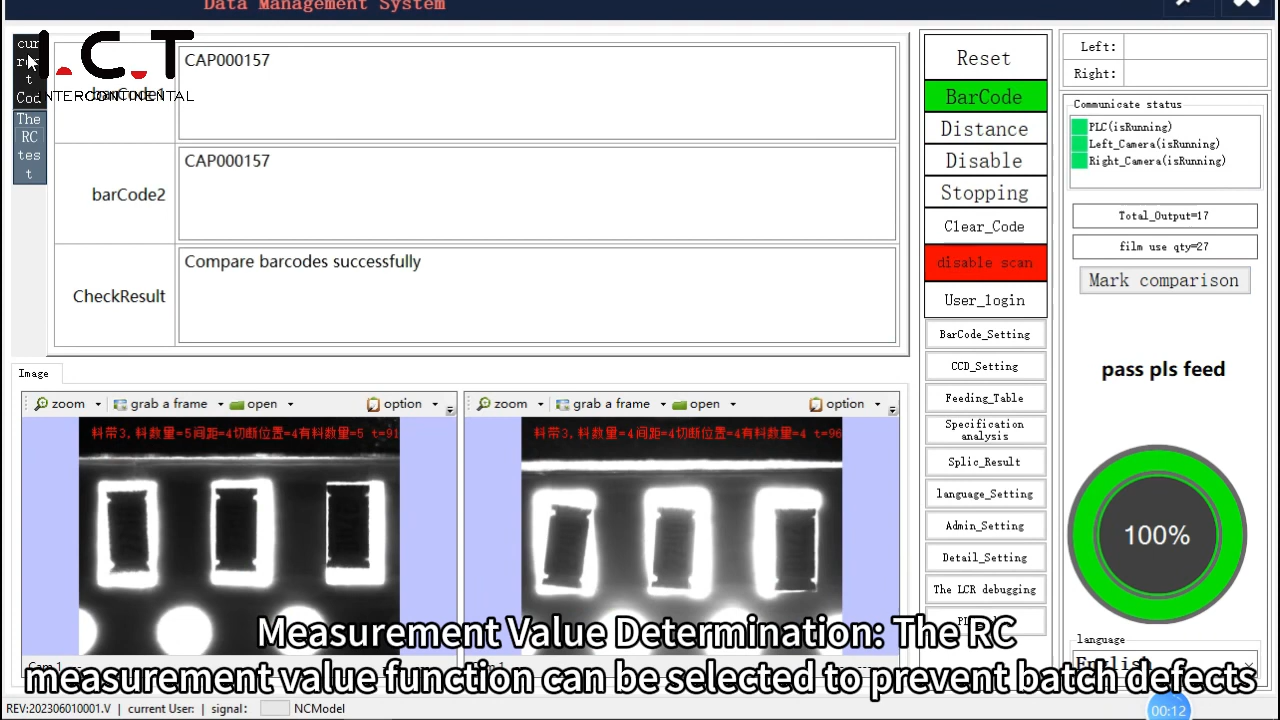 Data Management System
I.C.T
INTERCONTINENTAL
cur
r
t
Cod
The
RC
tes
t
barCode1
CAP000157
barCode2
CAP000157
CheckResult
Compare barcodes successfully
Image
zoom
grab a frame
open
option
zoom
grab a frame
open
option
料带3,料数量=5间距=4切断位置=4有料数量=5 t=91
料带3,料数量=4间距=4切断位置=4有料数量=4 t=96
Reset
BarCode
Distance
Disable
Stopping
Clear_Code
disable scan
User_login
BarCode_Setting
CCD_Setting
Feeding_Table
Specification
analysis
Splic_Result
language_Setting
Admin_Setting
Detail_Setting
The LCR debugging
Left:
Right:
Communicate status
PLC(isRunning)
Left_Camera(isRunning)
Right_Camera(isRunning)
Total_Output=17
film use qty=27
Mark comparison
pass pls feed
100%
language
English
Measurement Value Determination: The RC
measurement value function can be selected to prevent batch defects
REV:202306010001.V | current User: | signal: NCModel
00:12